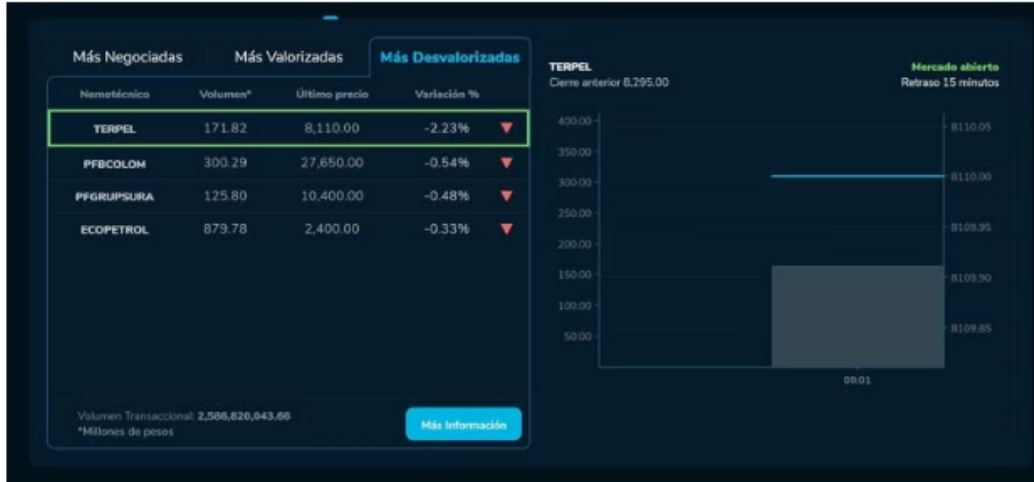 Más Negociadas Más Valorizadas Más Desvalorizadas
Nemotécnico Volumen* Último precio Variación %
TERPEL 171.82 8,110.00 -2.23% ▼
PFBCOLOM 300.29 27,650.00 -0.54% ▼
PFGRUPSURA 125.80 10,400.00 -0.48% ▼
ECOPETROL 879.78 2,400.00 -0.33% ▼
Volumen Transaccional: 2,586,820,043.66
*Millones de pesos
Más Información
TERPEL Mercado abierto
Cierre anterior 8,295.00 Retraso 15 minutos
400.00 8110.05
350.00
300.00 8110.00
250.00
200.00 8109.95
150.00 8109.90
100.00
50.00 8109.85
09:01